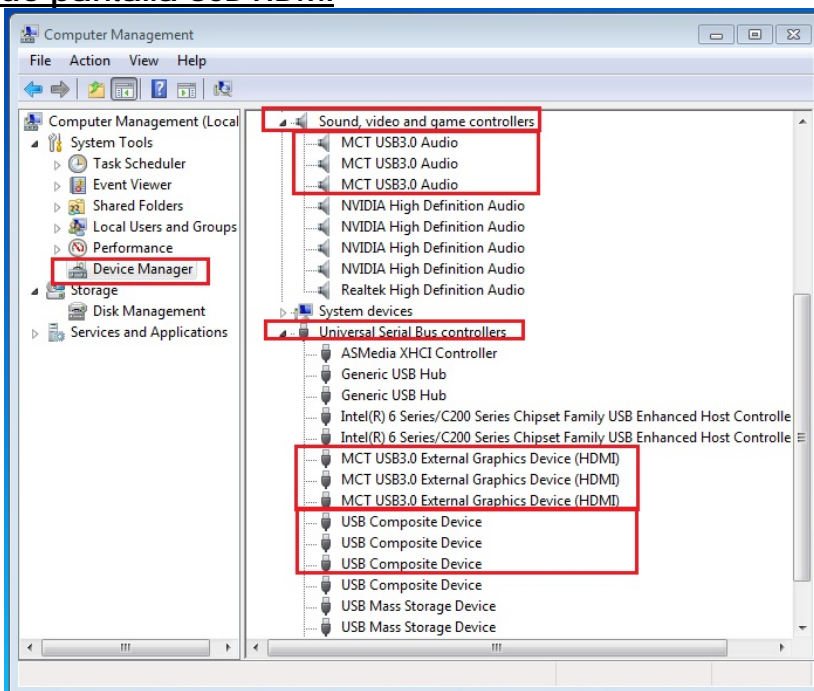 de pantalla USB HDMI
Computer Management
File Action View Help
Computer Management (Local
System Tools
Task Scheduler
Event Viewer
Shared Folders
Local Users and Groups
Performance
Device Manager
Storage
Disk Management
Services and Applications
Sound, video and game controllers
MCT USB3.0 Audio
MCT USB3.0 Audio
MCT USB3.0 Audio
NVIDIA High Definition Audio
NVIDIA High Definition Audio
NVIDIA High Definition Audio
NVIDIA High Definition Audio
Realtek High Definition Audio
System devices
Universal Serial Bus controllers
ASMedia XHCI Controller
Generic USB Hub
Generic USB Hub
Intel(R) 6 Series/C200 Series Chipset Family USB Enhanced Host Controlle
Intel(R) 6 Series/C200 Series Chipset Family USB Enhanced Host Controlle
MCT USB3.0 External Graphics Device (HDMI)
MCT USB3.0 External Graphics Device (HDMI)
MCT USB3.0 External Graphics Device (HDMI)
USB Composite Device
USB Composite Device
USB Composite Device
USB Composite Device
USB Mass Storage Device
USB Mass Storage Device